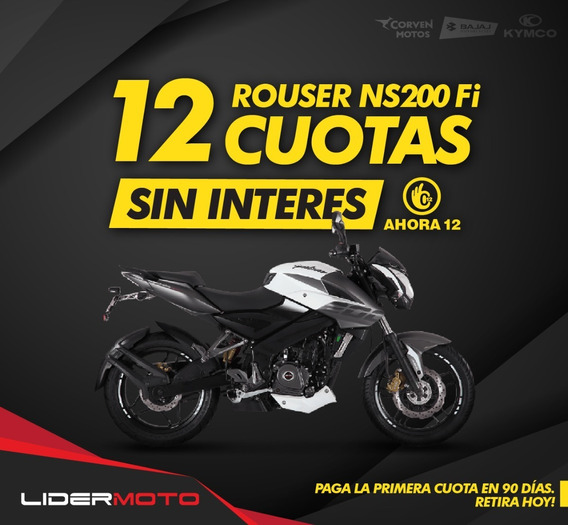 CORVEN
MOTOS
BAJAJ
KYMCO
ROUSER NS200 Fi
12 CUOTAS
SIN INTERES
AHORA 12
LIDERMOTO
PAGA LA PRIMERA CUOTA EN 90 DÍAS.
RETIRA HOY!